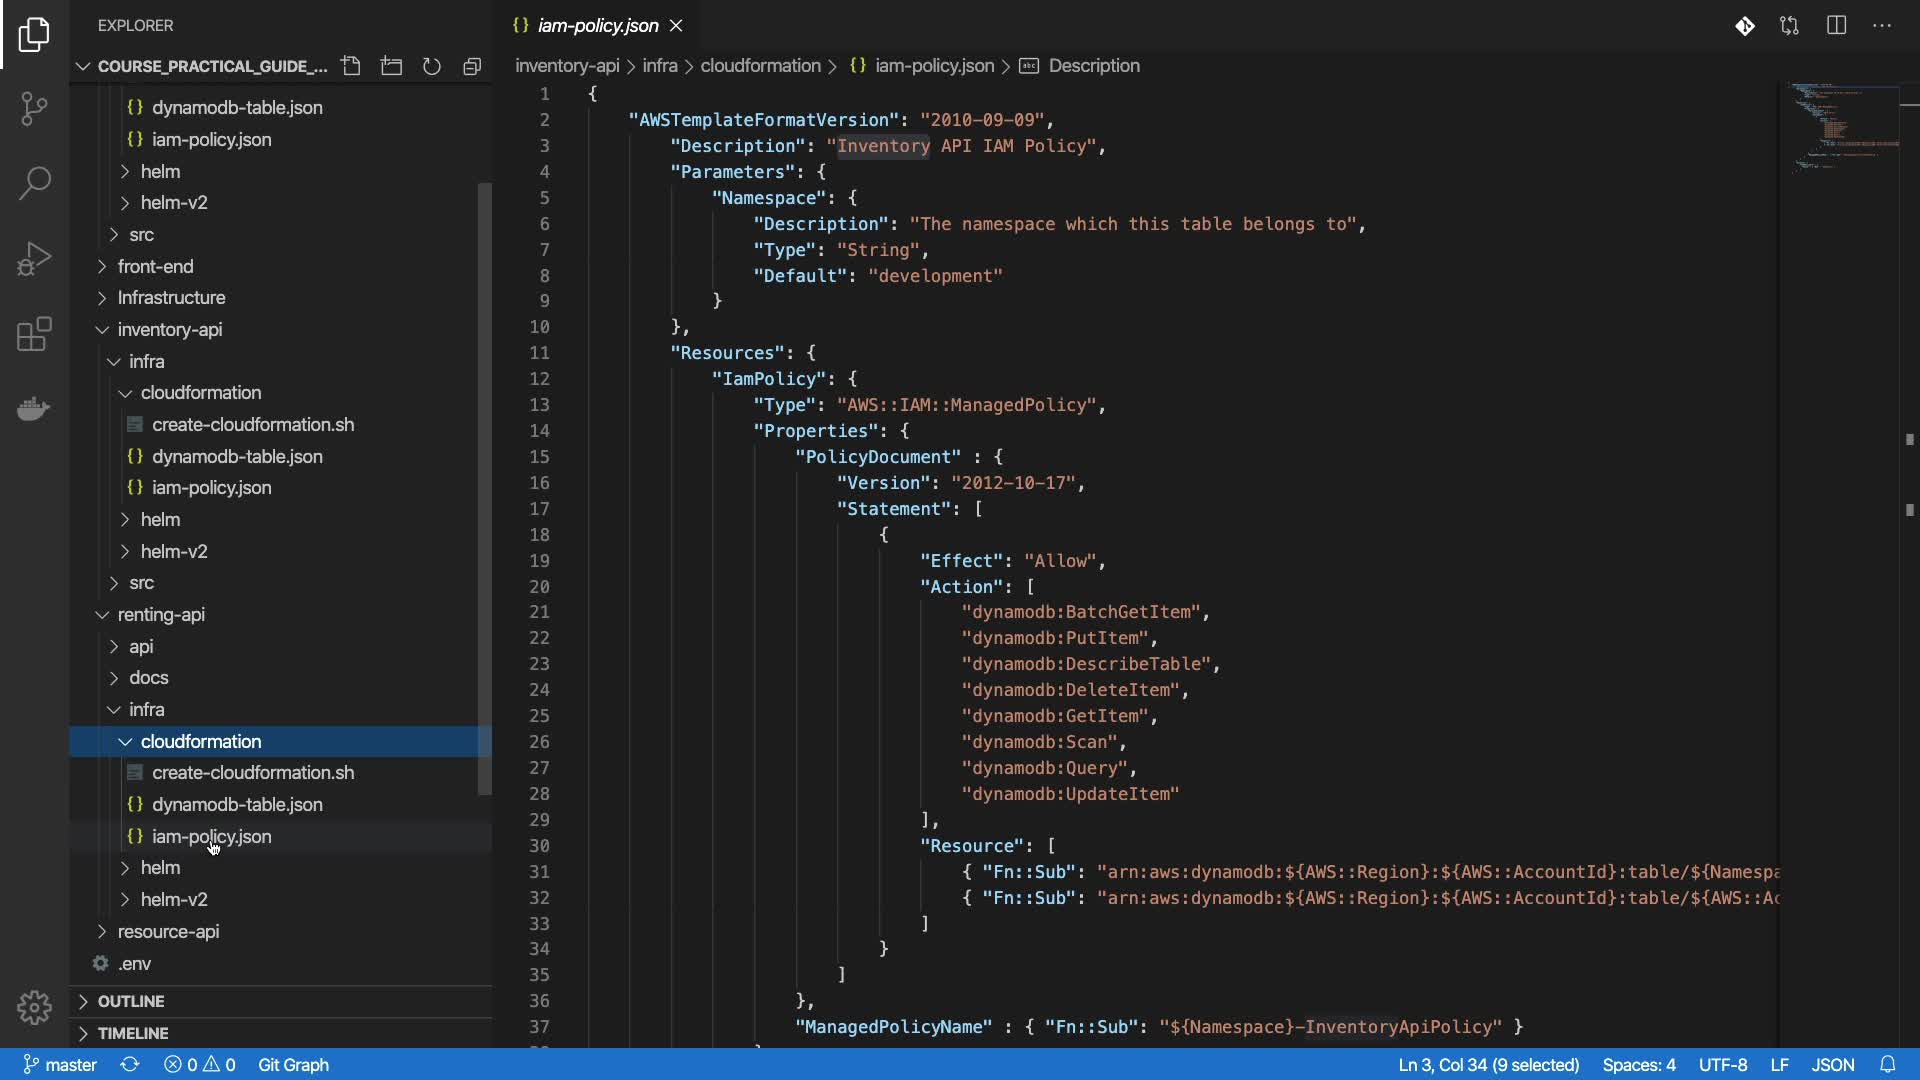 EXPLORER
COURSE_PRACTICAL_GUIDE_...
dynamodb-table.json
iam-policy.json
helm
helm-v2
src
front-end
Infrastructure
inventory-api
infra
cloudformation
create-cloudformation.sh
dynamodb-table.json
iam-policy.json
helm
helm-v2
src
renting-api
api
docs
infra
cloudformation
create-cloudformation.sh
dynamodb-table.json
iam-policy.json
helm
helm-v2
resource-api
.env
OUTLINE
TIMELINE
{} iam-policy.json
inventory-api > infra > cloudformation > {} iam-policy.json > abc Description
1 {
2 "AWSTemplateFormatVersion": "2010-09-09",
3 "Description": "Inventory API IAM Policy",
4 "Parameters": {
5 "Namespace": {
6 "Description": "The namespace which this table belongs to",
7 "Type": "String",
8 "Default": "development"
9 }
10 },
11 "Resources": {
12 "IamPolicy": {
13 "Type": "AWS::IAM::ManagedPolicy",
14 "Properties": {
15 "PolicyDocument" : {
16 "Version": "2012-10-17",
17 "Statement": [
18 {
19 "Effect": "Allow",
20 "Action": [
21 "dynamodb:BatchGetItem",
22 "dynamodb:PutItem",
23 "dynamodb:DescribeTable",
24 "dynamodb:DeleteItem",
25 "dynamodb:GetItem",
26 "dynamodb:Scan",
27 "dynamodb:Query",
28 "dynamodb:UpdateItem"
29 ],
30 "Resource": [
31 { "Fn::Sub": "arn:aws:dynamodb:${AWS::Region}:${AWS::AccountId}:table/${Namespa
32 { "Fn::Sub": "arn:aws:dynamodb:${AWS::Region}:${AWS::AccountId}:table/${AWS::Ac
33 ]
34 }
35 ]
36 },
37 "ManagedPolicyName" : { "Fn::Sub": "${Namespace}-InventoryApiPolicy" }
master 0 0 Git Graph Ln 3, Col 34 (9 selected) Spaces: 4 UTF-8 LF JSON